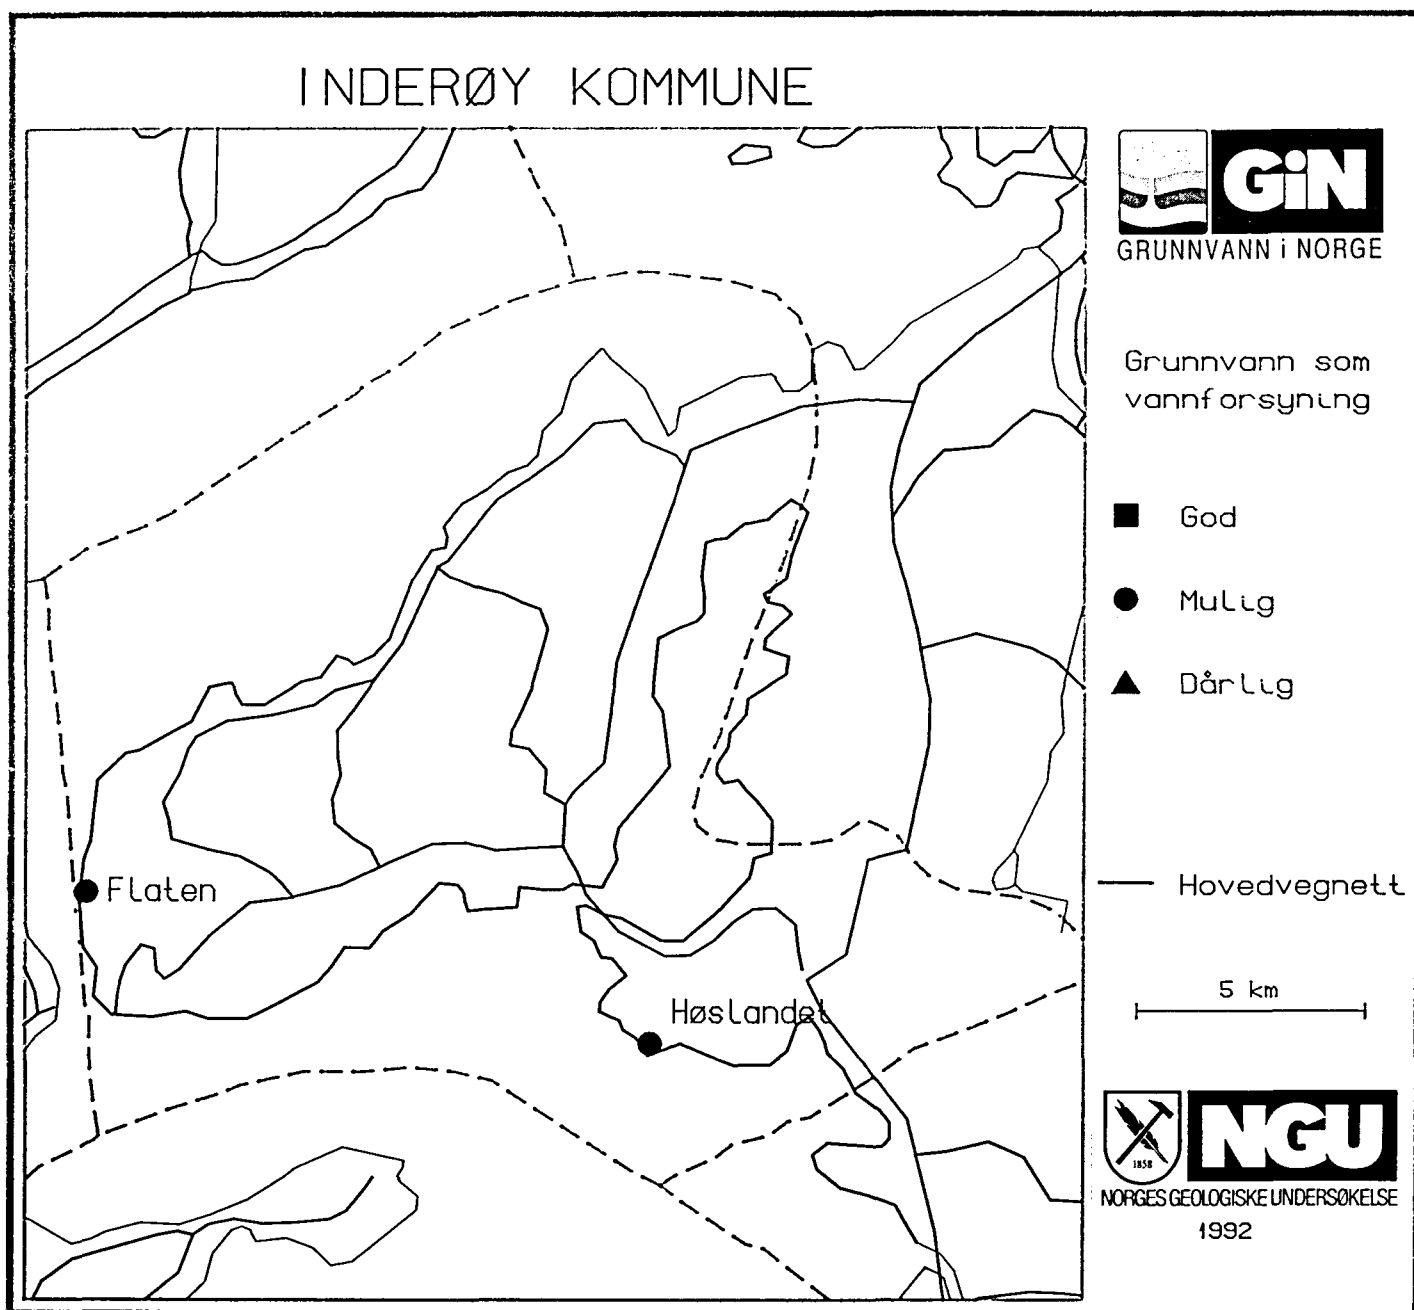 INDERØY KOMMUNE
GiN
GRUNNVANN i NORGE
Grunnvann som
vannforsyning
God
Mulig
Dårlig
Flaten
Hovedvegnett
5 km
Høslandet
1858
NGU
NORGES GEOLOGISKE UNDERSØKELSE
1992